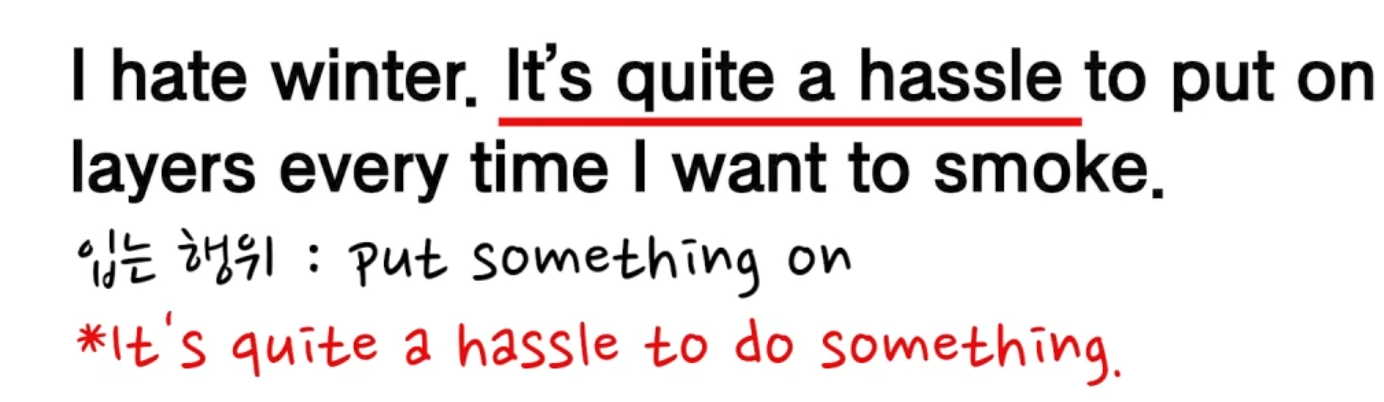 I hate winter. It's quite a hassle to put on
layers every time I want to smoke.
입는 행위 : put something on
*It's quite a hassle to do something.